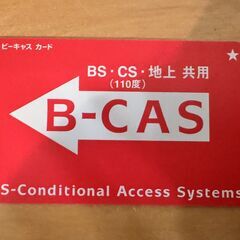 ビーキャス カード
BS・CS・地上 共用
(110度)
B-CAS
S-Conditional Access Systems